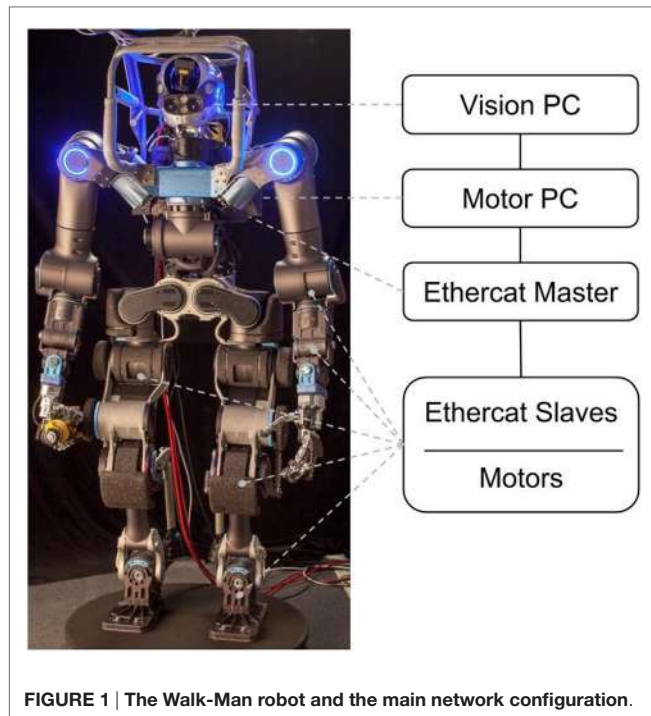 Vision PC
Motor PC
Ethercat Master
Ethercat Slaves
Motors
FIGURE 1 | The Walk-Man robot and the main network configuration.